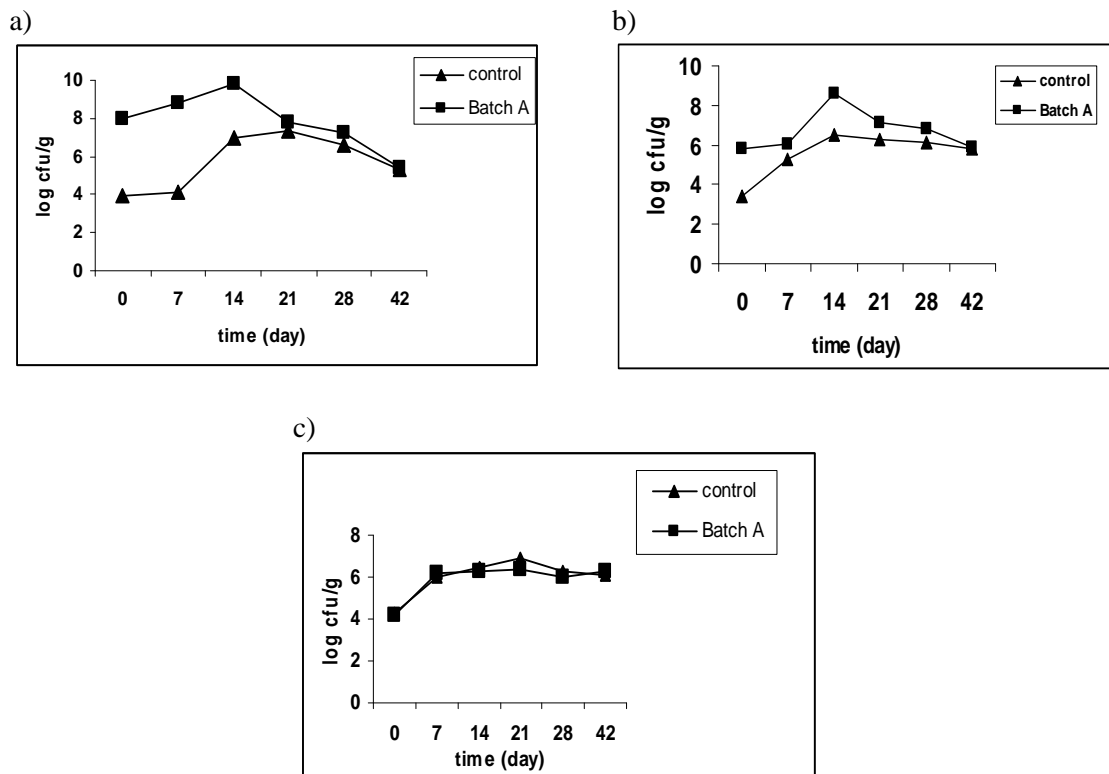 a)
control
Batch A
10
8
6
4
2
0
log cfu/g
0 7 14 21 28 42
time (day)
b)
control
Batch A
10
8
6
4
2
0
log cfu/g
0 7 14 21 28 42
time (day)
c)
control
Batch A
8
6
4
2
0
log cfu/g
0 7 14 21 28 42
time (day)